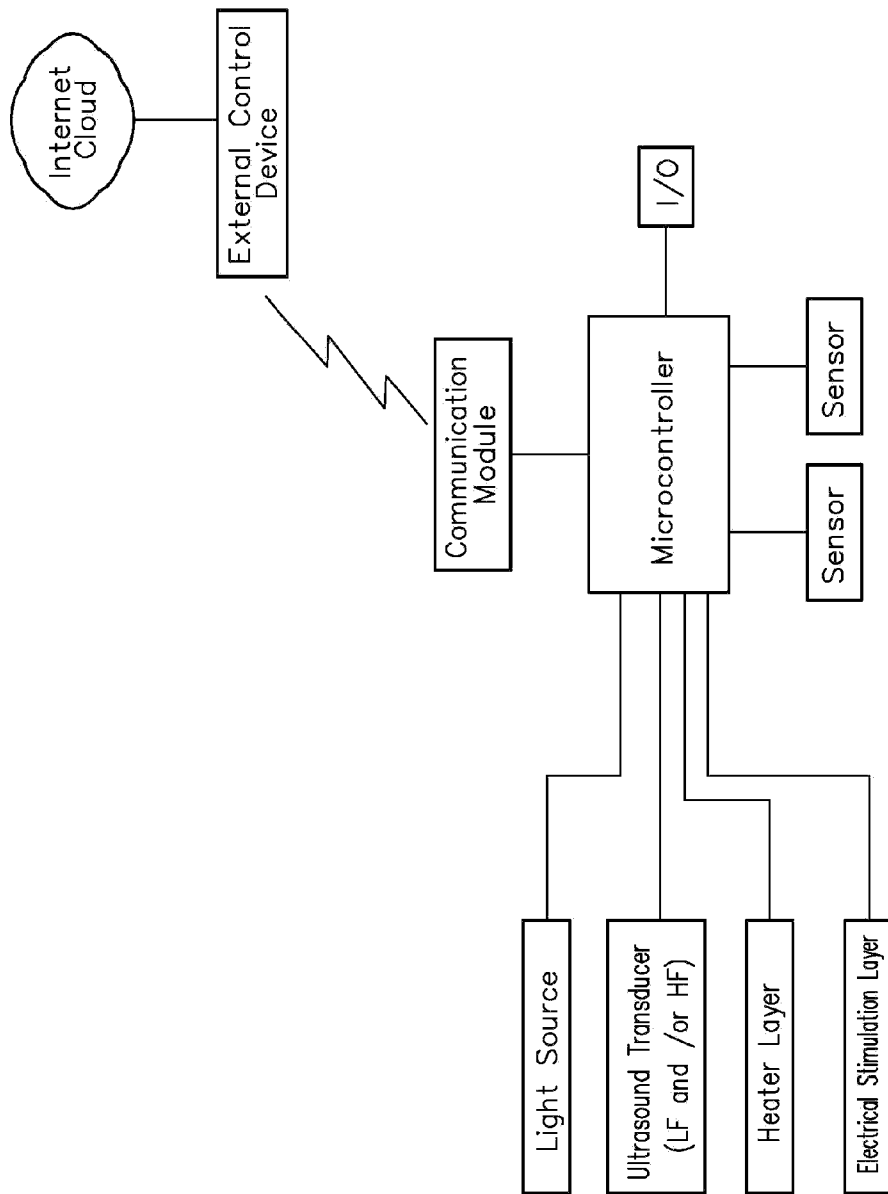 Internet
Cloud
External Control
Device
Communication
Module
I/O
Microcontroller
Sensor
Sensor
Light Source
Ultrasound Transducer
(LF and /or HF)
Heater Layer
Electrical Stimulation Layer